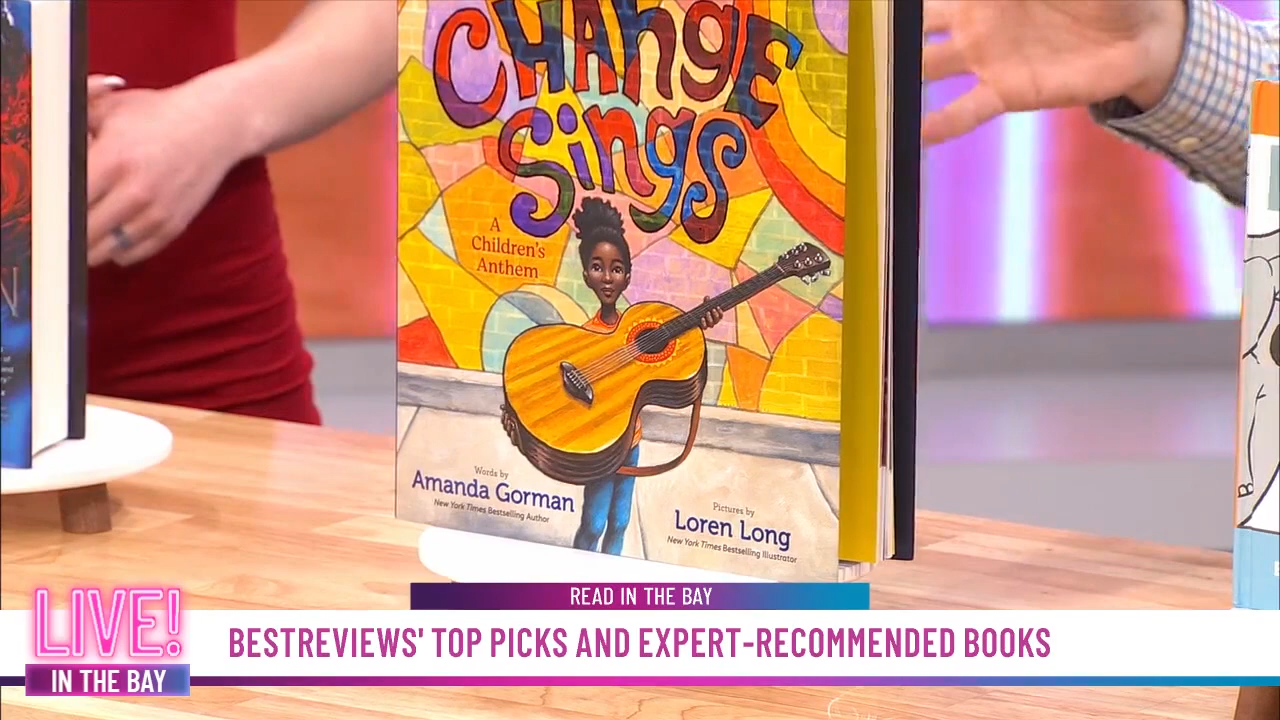 CHANGE
Sings
A
Children's
Anthem
Words by
Amanda Gorman
New York Times Bestselling Author
Pictures by
Loren Long
New York Times Bestselling Illustrator
READ IN THE BAY
LIVE!
IN THE BAY
BESTREVIEWS' TOP PICKS AND EXPERT-RECOMMENDED BOOKS